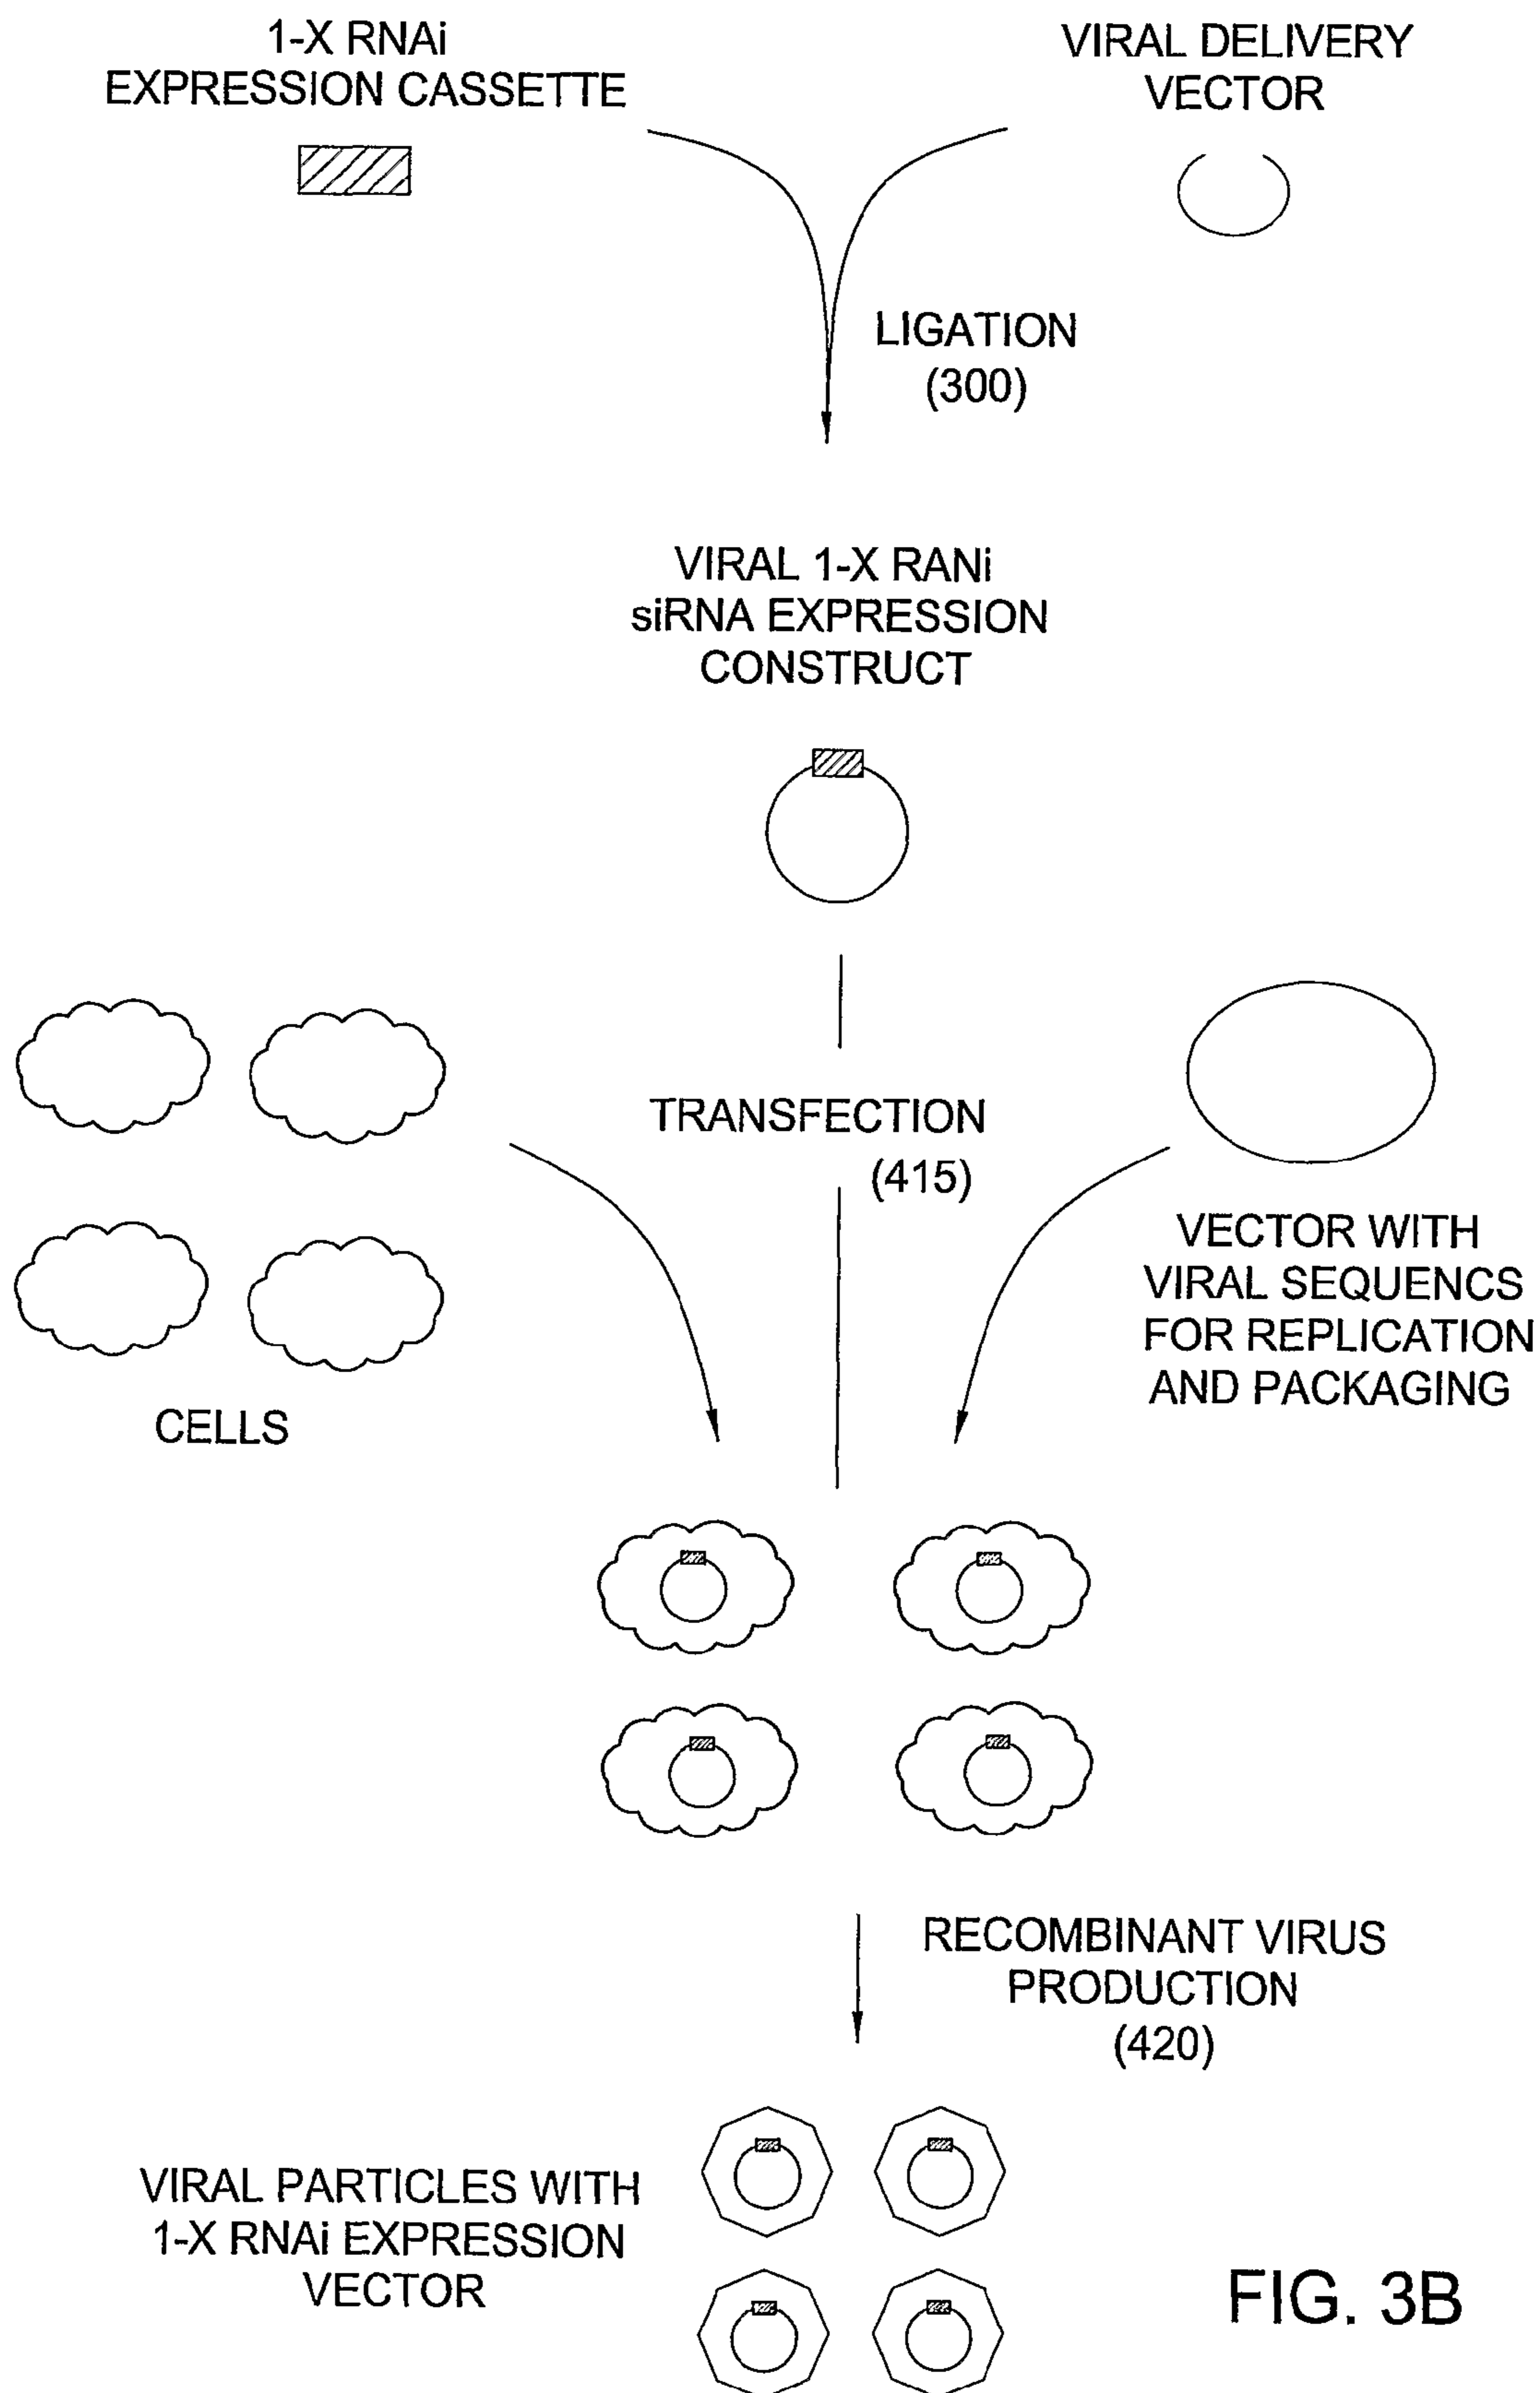 1-X RNAi
EXPRESSION CASSETTE
VIRAL DELIVERY
VECTOR
LIGATION
(300)
VIRAL 1-X RANi
siRNA EXPRESSION
CONSTRUCT
TRANSFECTION
(415)
VECTOR WITH
VIRAL SEQUENCS
FOR REPLICATION
AND PACKAGING
CELLS
RECOMBINANT VIRUS
PRODUCTION
(420)
VIRAL PARTICLES WITH
1-X RNAi EXPRESSION
VECTOR
FIG. 3B